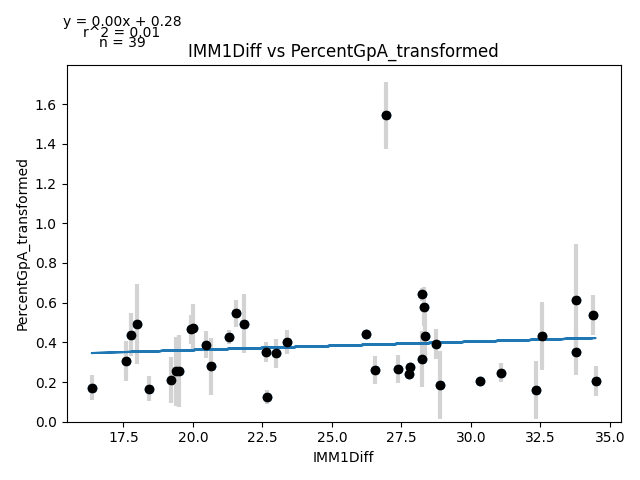 y = 0.00x + 0.28
r^2 = 0.01
n = 39
IMM1Diff vs PercentGpA_transformed
PercentGpA_transformed
1.6
1.4
1.2
1.0
0.8
0.6
0.4
0.2
0.0
17.5 20.0 22.5 25.0 27.5 30.0 32.5 35.0
IMM1Diff